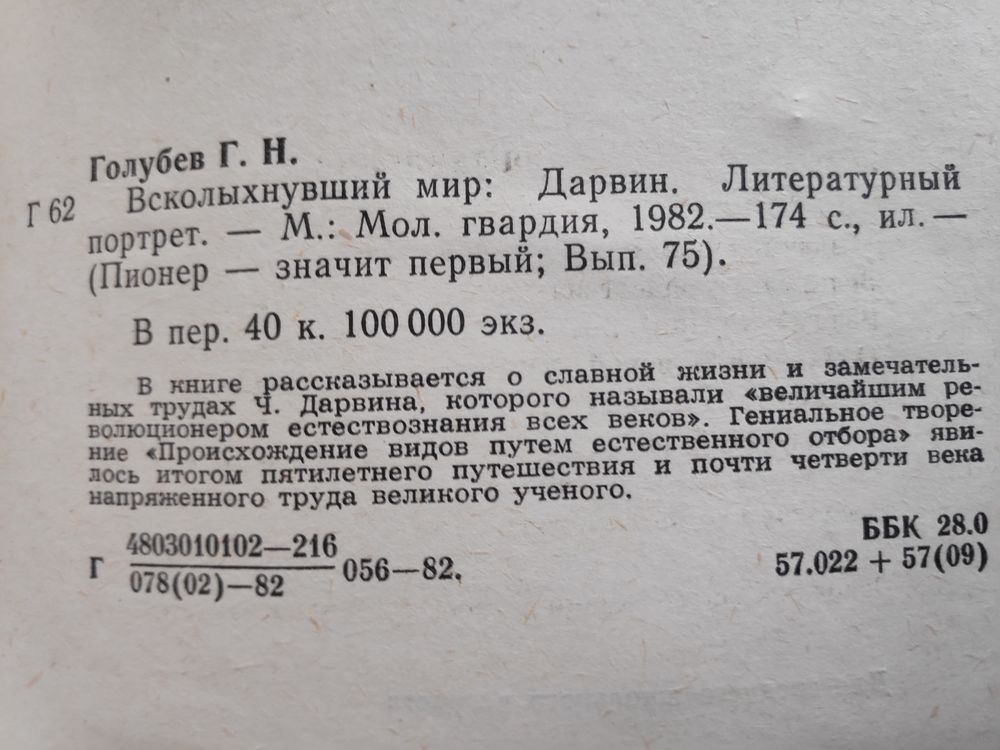 Голубев Г. Н.
Г 62 Всколыхнувший мир: Дарвин. Литературный
портрет. — М.: Мол. гвардия, 1982.—174 с., ил. —
(Пионер — значит первый; Вып. 75).
В пер. 40 к. 100 000 экз.
В книге рассказывается о славной жизни и замечатель-
ных трудах Ч. Дарвина, которого называли «величайшим ре-
волюционером естествознания всех веков». Гениальное творе-
ние «Происхождение видов путем естественного отбора» яви-
лось итогом пятилетнего путешествия и почти четверти века
напряженного труда великого ученого.
Г 4803010102—216
078(02)—82 056—82.
ББК 28.0
57.022 + 57(09)